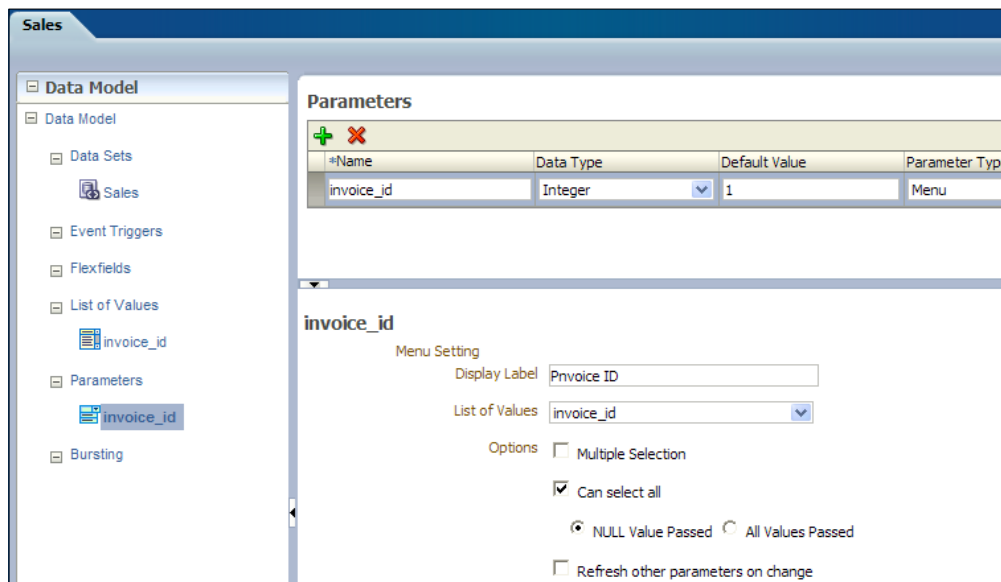 Sales
Data Model
Data Model
Data Sets
Sales
Event Triggers
Flexfields
List of Values
invoice_id
Parameters
invoice_id
Bursting
Parameters
*Name Data Type Default Value Parameter Typ
invoice_id Integer 1 Menu
invoice_id
Menu Setting
Display Label Pnvoice ID
List of Values invoice_id
Options Multiple Selection
Can select all
NULL Value Passed All Values Passed
Refresh other parameters on change